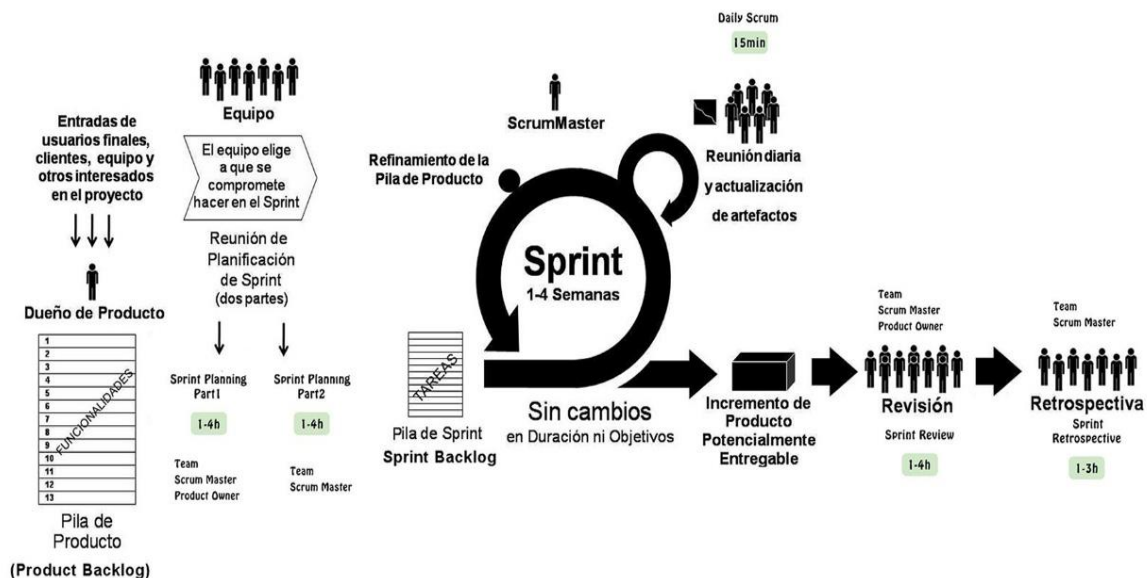 Entradas de
usuarios finales,
clientes, equipo y
otros interesados
en el proyecto
Dueño de Producto
1
2
3
4
5
6
7
8
9
10
11
12
13
FUNCIONALIDADES
Pila de
Producto
(Product Backlog)
Equipo
El equipo elige
a que se
compromete
hacer en el Sprint
Reunión de
Planificación
de Sprint
(dos partes)
Sprint Planning
Part1
1-4h
Team
Scrum Master
Product Owner
Sprint Planning
Part2
1-4h
Team
Scrum Master
ScrumMaster
Refinamiento de la
Pila de Producto
Daily Scrum
15min
Reunión diaria
y actualización
de artefactos
Sprint
1-4 Semanas
TAREAS
Pila de Sprint
Sprint Backlog
Sin cambios
en Duración ni Objetivos
Incremento de
Producto
Potencialmente
Entregable
Team
Scrum Master
Product Owner
Revisión
Sprint Review
1-4h
Team
Scrum Master
Retrospectiva
Sprint
Retrospective
1-3h